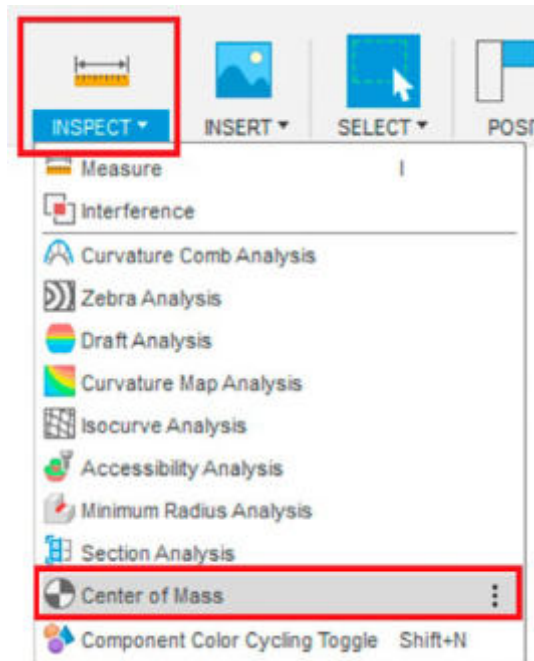 INSPECT INSERT SELECT
Measure I
Interference
Curvature Comb Analysis
Zebra Analysis
Draft Analysis
Curvature Map Analysis
Isocurve Analysis
Accessibility Analysis
Minimum Radius Analysis
Section Analysis
Center of Mass
Component Color Cycling Toggle Shift+N